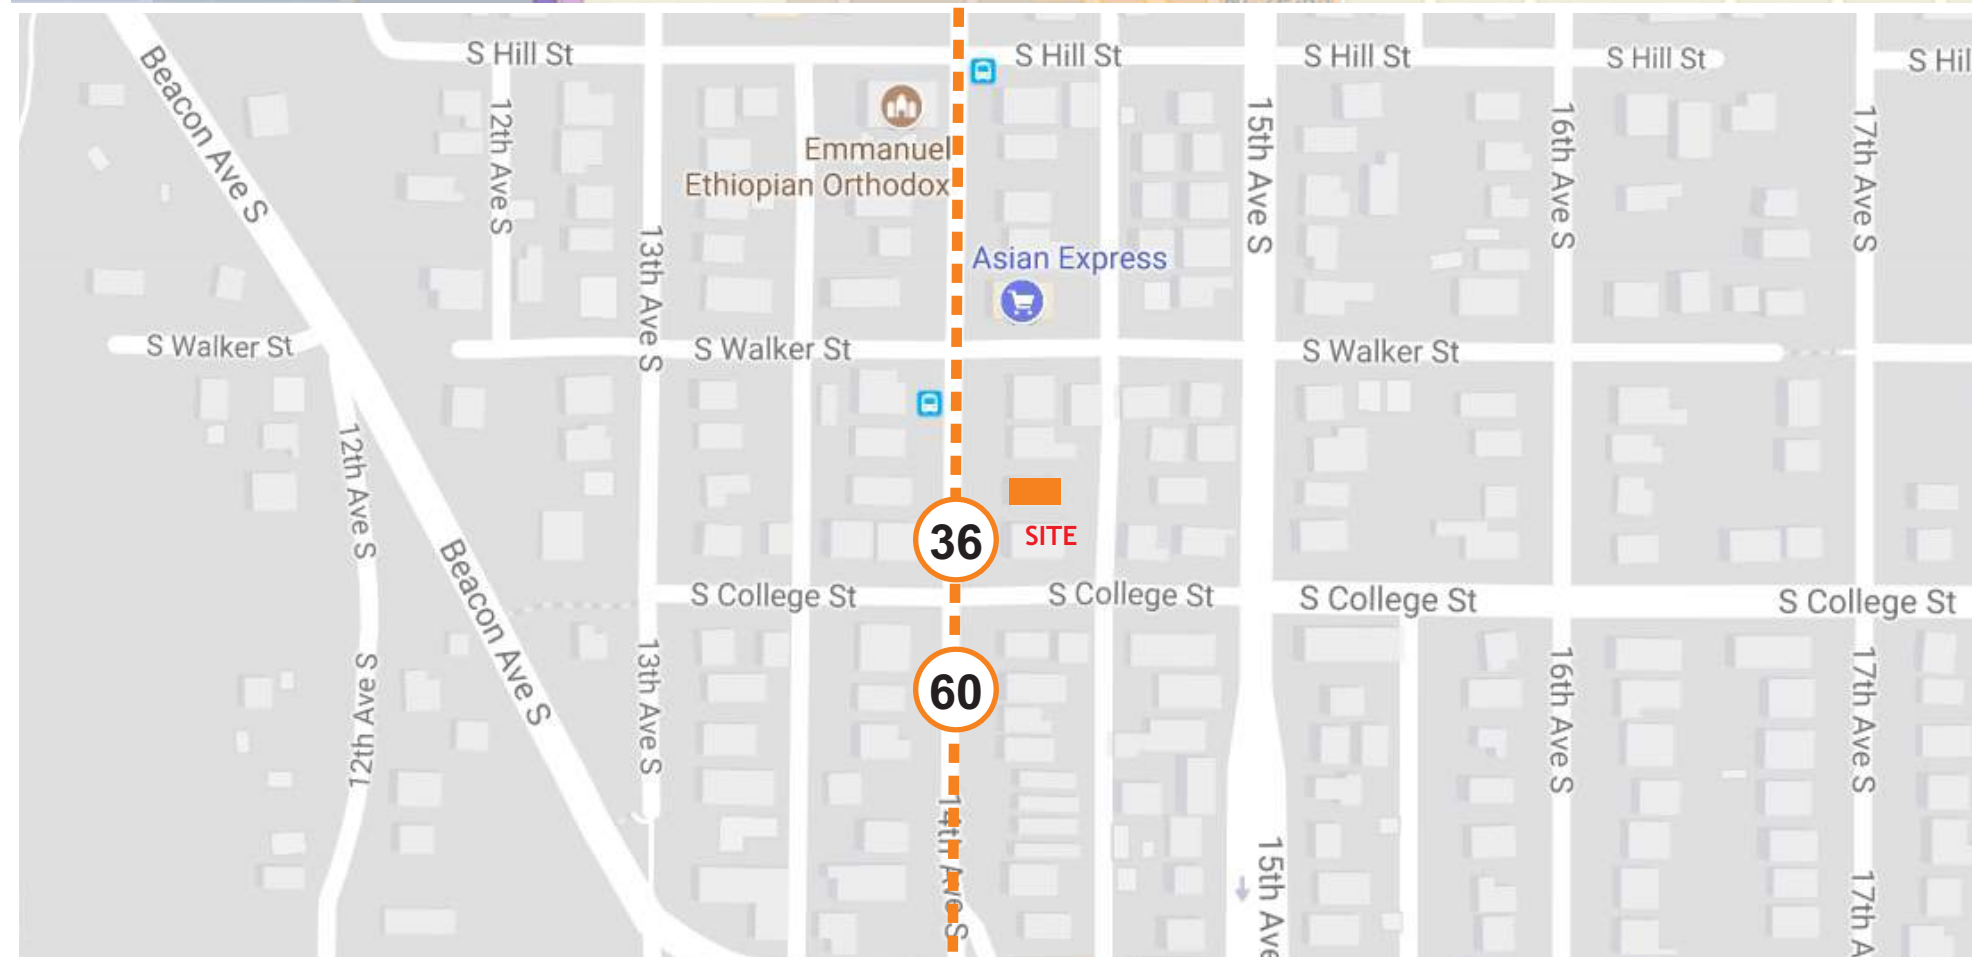 S Hill St
S Hill St
S Hill St
S Hill St
S Hil
Beacon Ave S
12th Ave S
15th Ave S
16th Ave S
17th Ave S
Emmanuel
Ethiopian Orthodox
13th Ave S
Asian Express
S Walker St
S Walker St
S Walker St
12th Ave S
36
SITE
Beacon Ave S
S College St
S College St
S College St
S College St
12th Ave S
13th Ave S
60
16th Ave S
17th Ave S
14th Ave S
15th Ave
17th A